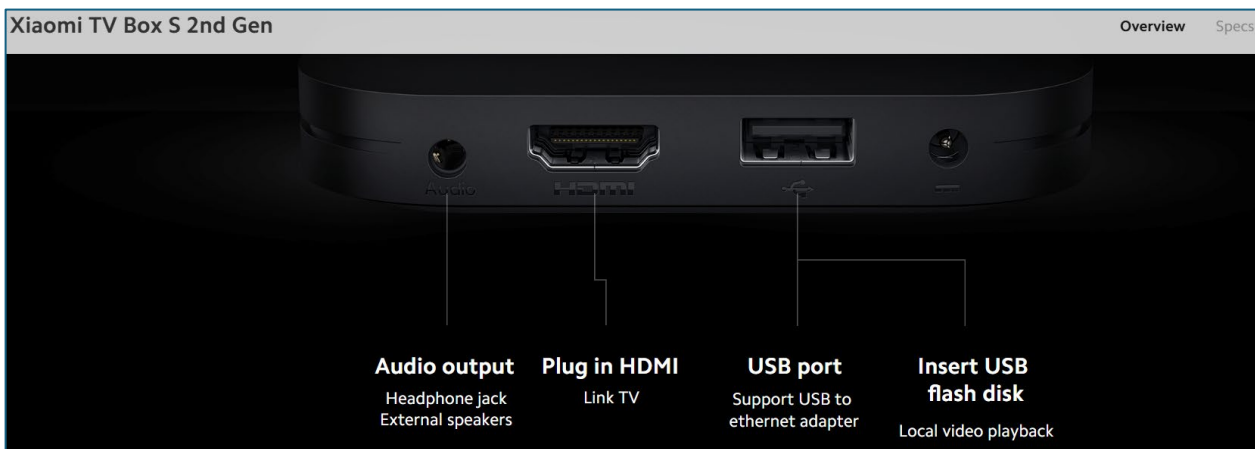 Xiaomi TV Box S 2nd Gen
Overview Specs
Audio HDMI
Audio output
Headphone jack
External speakers
Plug in HDMI
Link TV
USB port
Support USB to
ethernet adapter
Insert USB
flash disk
Local video playback